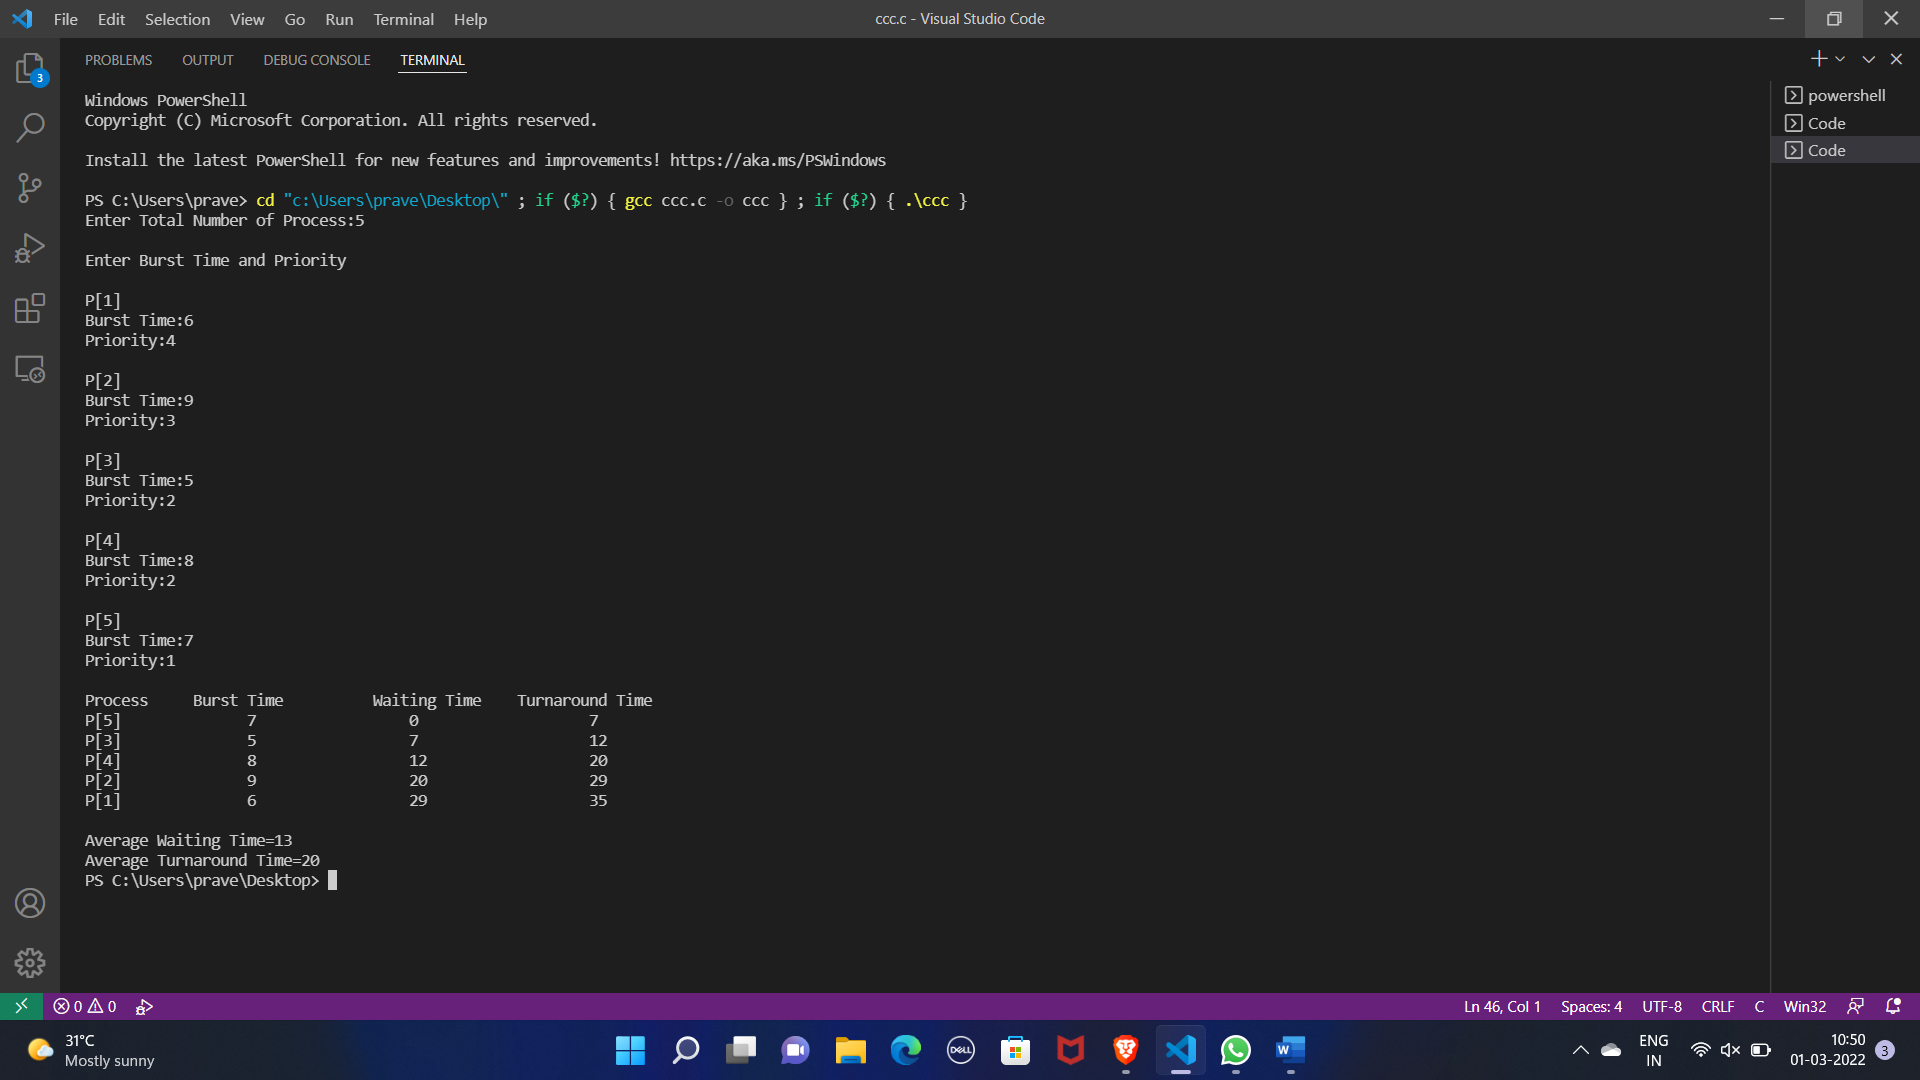 File Edit Selection View Go Run Terminal Help
ccc.c - Visual Studio Code
PROBLEMS OUTPUT DEBUG CONSOLE TERMINAL
3
powershell
Code
Code
Windows PowerShell
Copyright (C) Microsoft Corporation. All rights reserved.
Install the latest PowerShell for new features and improvements! https://aka.ms/PSWindows
PS C:\Users\prave> cd "c:\Users\prave\Desktop\" ; if ($?) { gcc ccc.c -o ccc } ; if ($?) { .\ccc }
Enter Total Number of Process:5
Enter Burst Time and Priority
P[1]
Burst Time:6
Priority:4
P[2]
Burst Time:9
Priority:3
P[3]
Burst Time:5
Priority:2
P[4]
Burst Time:8
Priority:2
P[5]
Burst Time:7
Priority:1
Process Burst Time Waiting Time Turnaround Time
P[5] 7 0 7
P[3] 5 7 12
P[4] 8 12 20
P[2] 9 20 29
P[1] 6 29 35
Average Waiting Time=13
Average Turnaround Time=20
PS C:\Users\prave\Desktop>
0 0
Ln 46, Col 1 Spaces: 4 UTF-8 CRLF C Win32
31°C
Mostly sunny
DELL
W
ENG
IN
10:50
01-03-2022
3